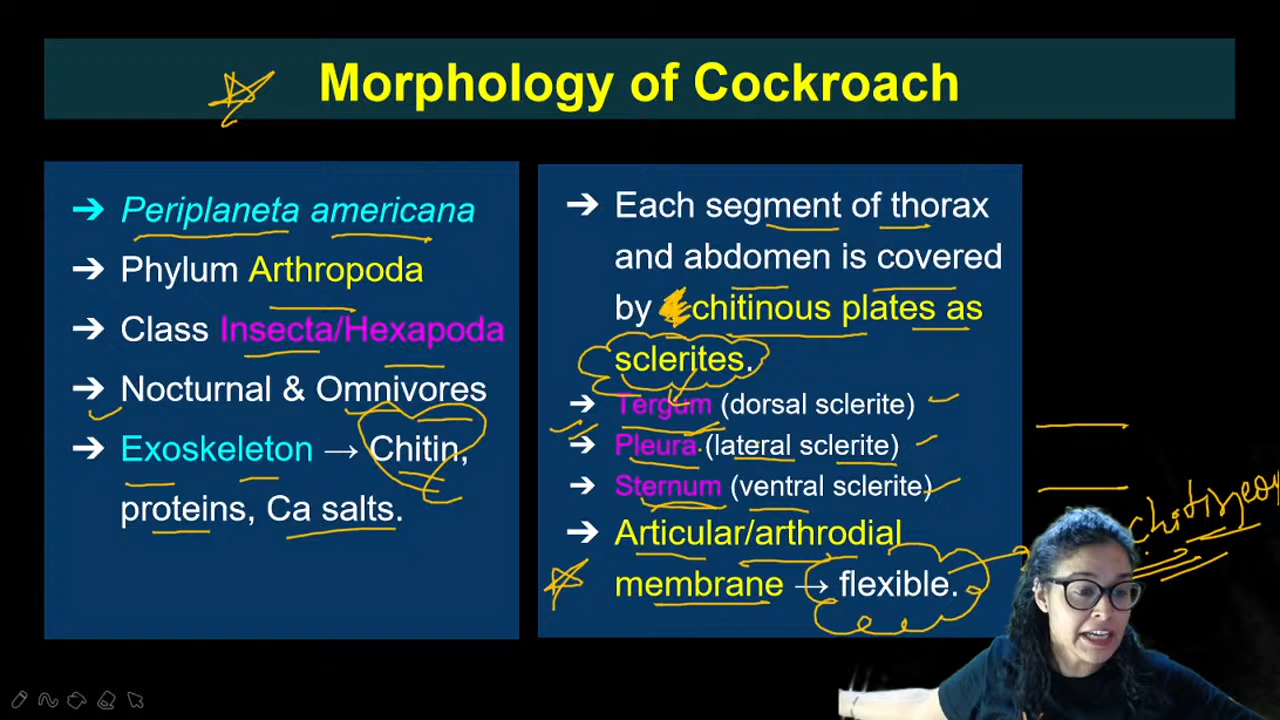 Morphology of Cockroach
➔ Periplaneta americana
➔ Phylum Arthropoda
➔ Class Insecta/Hexapoda
➔ Nocturnal & Omnivores
➔ Exoskeleton → Chitin,
proteins, Ca salts.
➔ Each segment of thorax
and abdomen is covered
by chitinous plates as
sclerites.
➔ Tergum (dorsal sclerite)
➔ Pleura (lateral sclerite)
➔ Sternum (ventral sclerite)
➔ Articular/arthrodial
membrane → flexible.